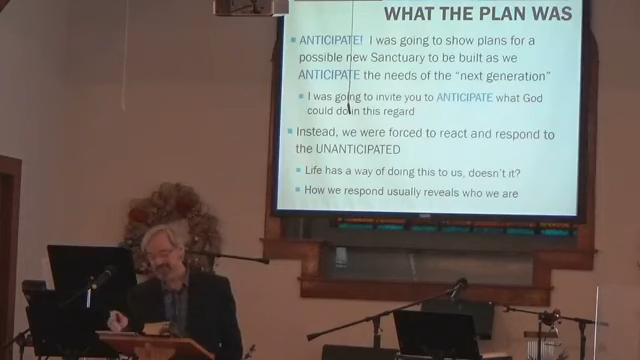 WHAT THE PLAN WAS
ANTICIPATE! I was going to show plans for a
possible new Sanctuary to be built as we
ANTICIPATE the needs of the "next generation"
I was going to invite you to ANTICIPATE what God
could do in this regard
Instead, we were forced to react and respond to
the UNANTICIPATED
Life has a way of doing this to us, doesn't it?
How we respond usually reveals who we are